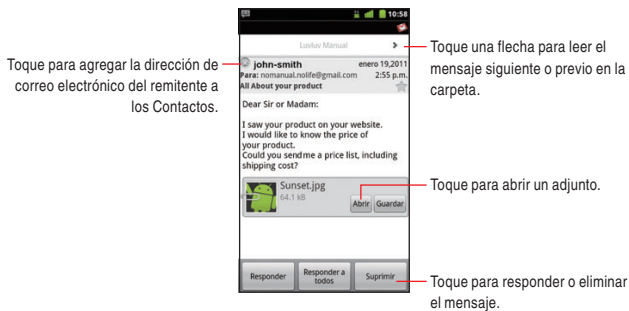 10:58
Luvluv Manual
Toque para agregar la dirección de
correo electrónico del remitente a
los Contactos.
john-smith
enero 19,2011
Para: nomanual.nolife@gmail.com
2:55 p.m.
All About your product
Toque una flecha para leer el
mensaje siguiente o previo en la
carpeta.
Dear Sir or Madam:
I saw your product on your website.
I would like to know the price of
your product.
Could you sendme a price list, including
shipping cost?
Sunset.jpg
64.1 kB
Abrir
Guardar
Toque para abrir un adjunto.
Responder
Responder a
todos
Suprimir
Toque para responder o eliminar
el mensaje.